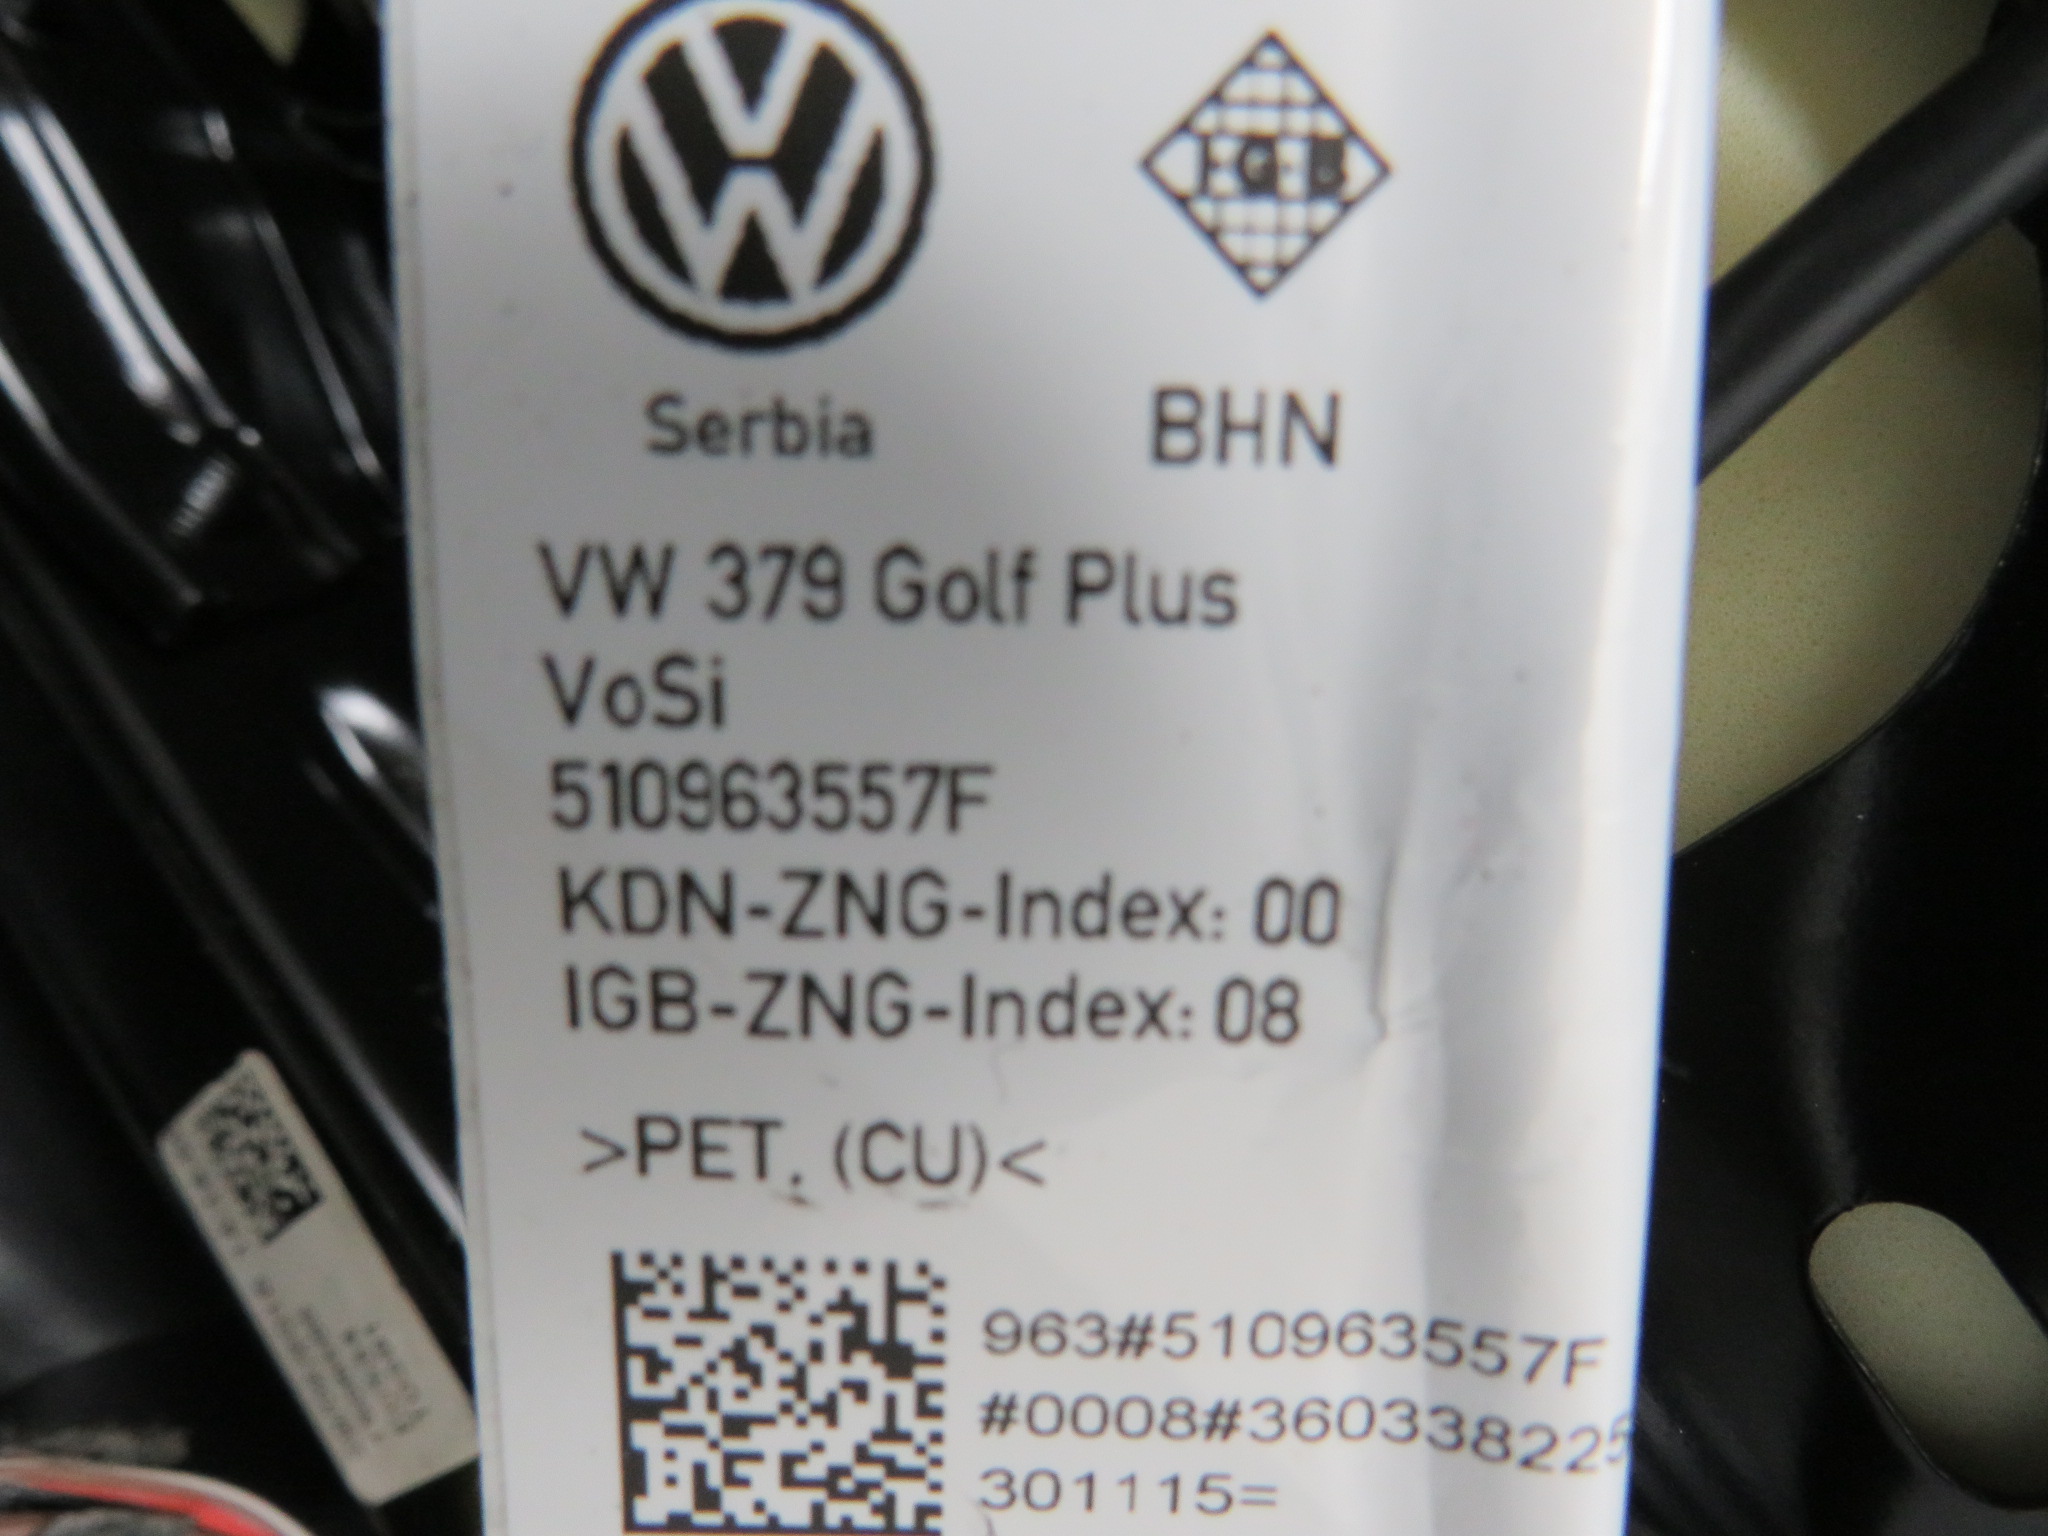 I·G·B
Serbia
BHN
VW 379 Golf Plus
VoSi
510963557F
KDN-ZNG-Index: 00
IGB-ZNG-Index: 08
>PET. (CU)<
963#510963557F
#0008#360338225
301115=